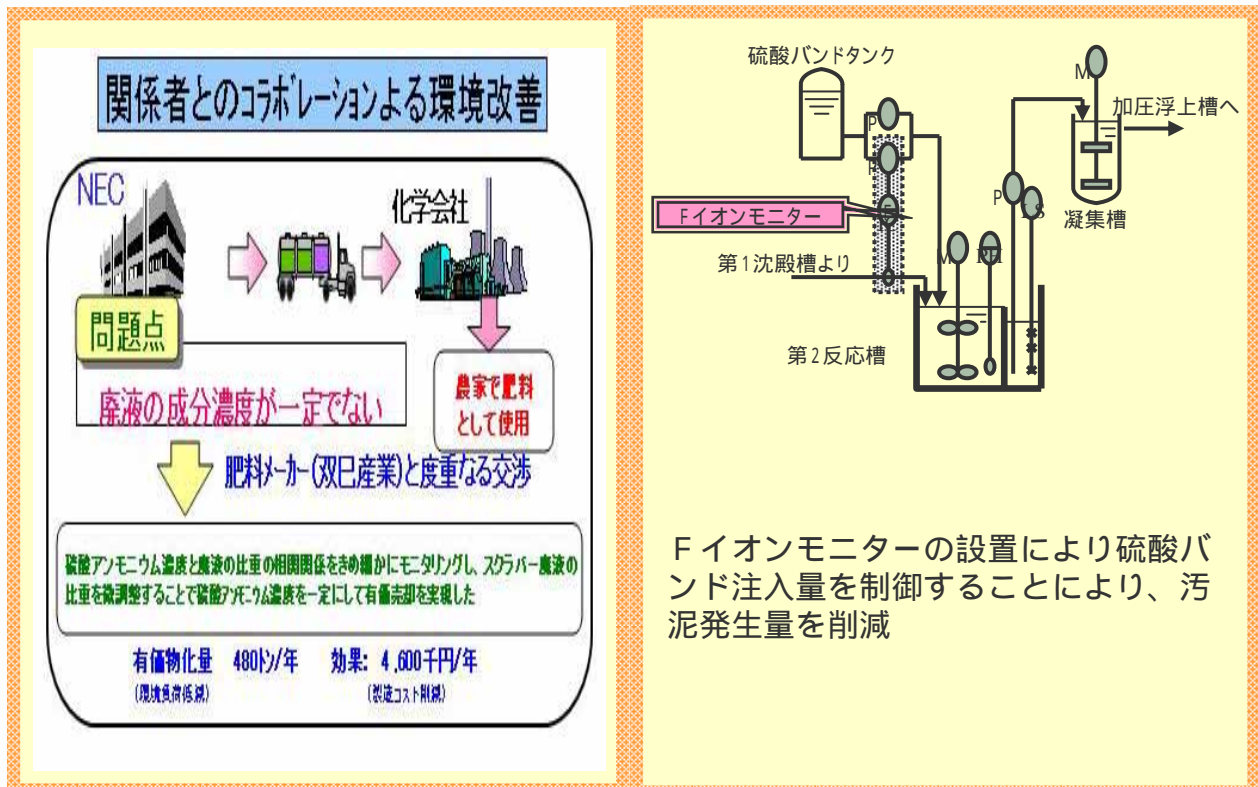 関係者とのコラボレーションよる環境改善
NEC
化学会社
問題点
廃液の成分濃度が一定でない
農家で肥料
として使用
肥料メーカー(双巳産業)と度重なる交渉
硫酸アンモニウム濃度と廃液の比重の相関関係をきめ細かにモニタリングし、スクラバー廃液の
比重を微調整することで硫酸アンモニウム濃度を一定にして有価売却を実現した
有価物化量 480トン/年 効果: 4,600千円/年
(環境負荷低減) (製造コスト削減)
硫酸バンドタンク
M
加圧浮上槽へ
P
P
F
Fイオンモニター
P
S
凝集槽
第1沈殿槽より
M
PH
第2反応槽
Fイオンモニターの設置により硫酸バ
ンド注入量を制御することにより、汚
泥発生量を削減